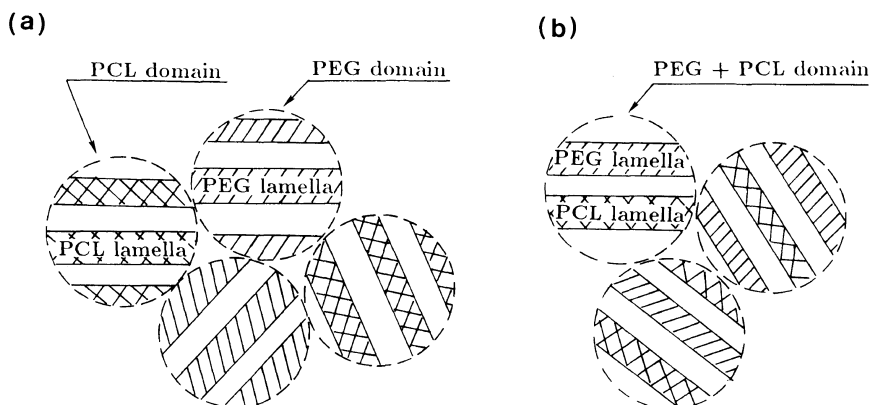 (a)
PCL domain
PEG domain
PEG lamella
PCL lamella
(b)
PEG + PCL domain
PEG lamella
PCL lamella